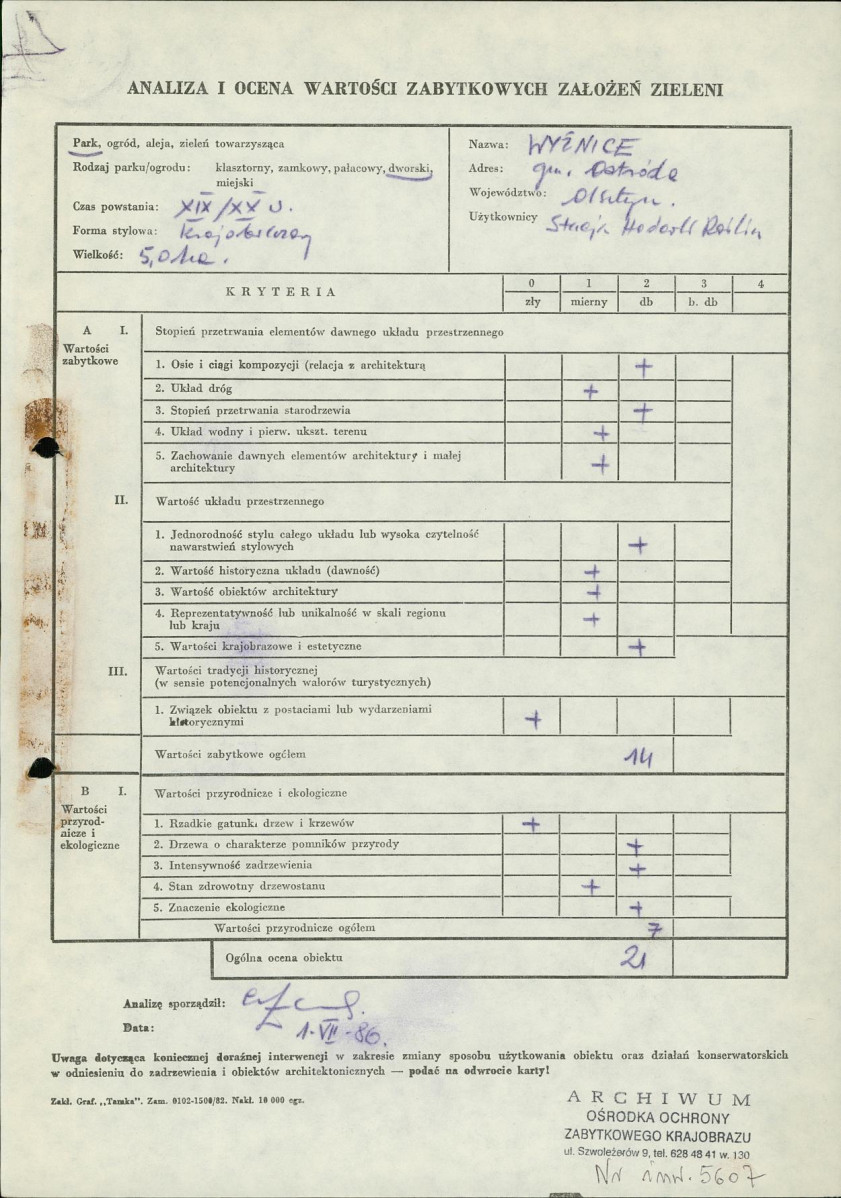 ANALIZA I OCENA WARTOŚCI ZABYTKOWYCH ZAŁOŻEŃ ZIELENI
Park, ogród, aleja, zieleń towarzysząca
Rodzaj parku/ogrodu: klasztorny, zamkowy, pałacowy, dworski,
miejski
Czas powstania: XIX/XX w.
Forma stylowa: krajobrazowy
Wielkość: 5,0 ha.
Nazwa: WYŻNICE
Adres: gm. Ostróda
Województwo: Olsztyn.
Użytkownicy Stacja Hodowli Roślin
KRYTERIA 0 1 2 3 4
zły mierny db b. db
A I. Stopień przetrwania elementów dawnego układu przestrzennego
Wartości
zabytkowe
1. Osie i ciągi kompozycji (relacja z architekturą +
2. Układ dróg +
3. Stopień przetrwania starodrzewia +
4. Układ wodny i pierw. ukszt. terenu +
5. Zachowanie dawnych elementów architektury i małej
architektury +
II. Wartość układu przestrzennego
1. Jednorodność stylu całego układu lub wysoka czytelność
nawarstwień stylowych +
2. Wartość historyczna układu (dawność) +
3. Wartość obiektów architektury +
4. Reprezentatywność lub unikalność w skali regionu
lub kraju +
5. Wartości krajobrazowe i estetyczne +
III. Wartości tradycji historycznej
(w sensie potencjonalnych walorów turystycznych)
1. Związek obiektu z postaciami lub wydarzeniami
historycznymi +
Wartości zabytkowe ogółem 14
B I. Wartości przyrodnicze i ekologiczne
Wartości
przyrod-
nicze i
ekologiczne
1. Rzadkie gatunki drzew i krzewów +
2. Drzewa o charakterze pomników przyrody +
3. Intensywność zadrzewienia +
4. Stan zdrowotny drzewostanu +
5. Znaczenie ekologiczne +
Wartości przyrodnicze ogółem 7
Ogólna ocena obiektu 21
Analizę sporządził:
Data: 1-VII-86.
Uwaga dotycząca koniecznej doraźnej interwencji w zakresie zmiany sposobu użytkowania obiektu oraz działań konserwatorskich
w odniesieniu do zadrzewienia i obiektów architektonicznych — podać na odwrocie karty!
Zakł. Graf. „Tamka". Zam. 0102-1500/82. Nakł. 10 000 egz.
ARCHIWUM
OŚRODKA OCHRONY
ZABYTKOWEGO KRAJOBRAZU
ul. Szwoleżerów 9, tel. 628 48 41 w. 130
Nr inw. 5607